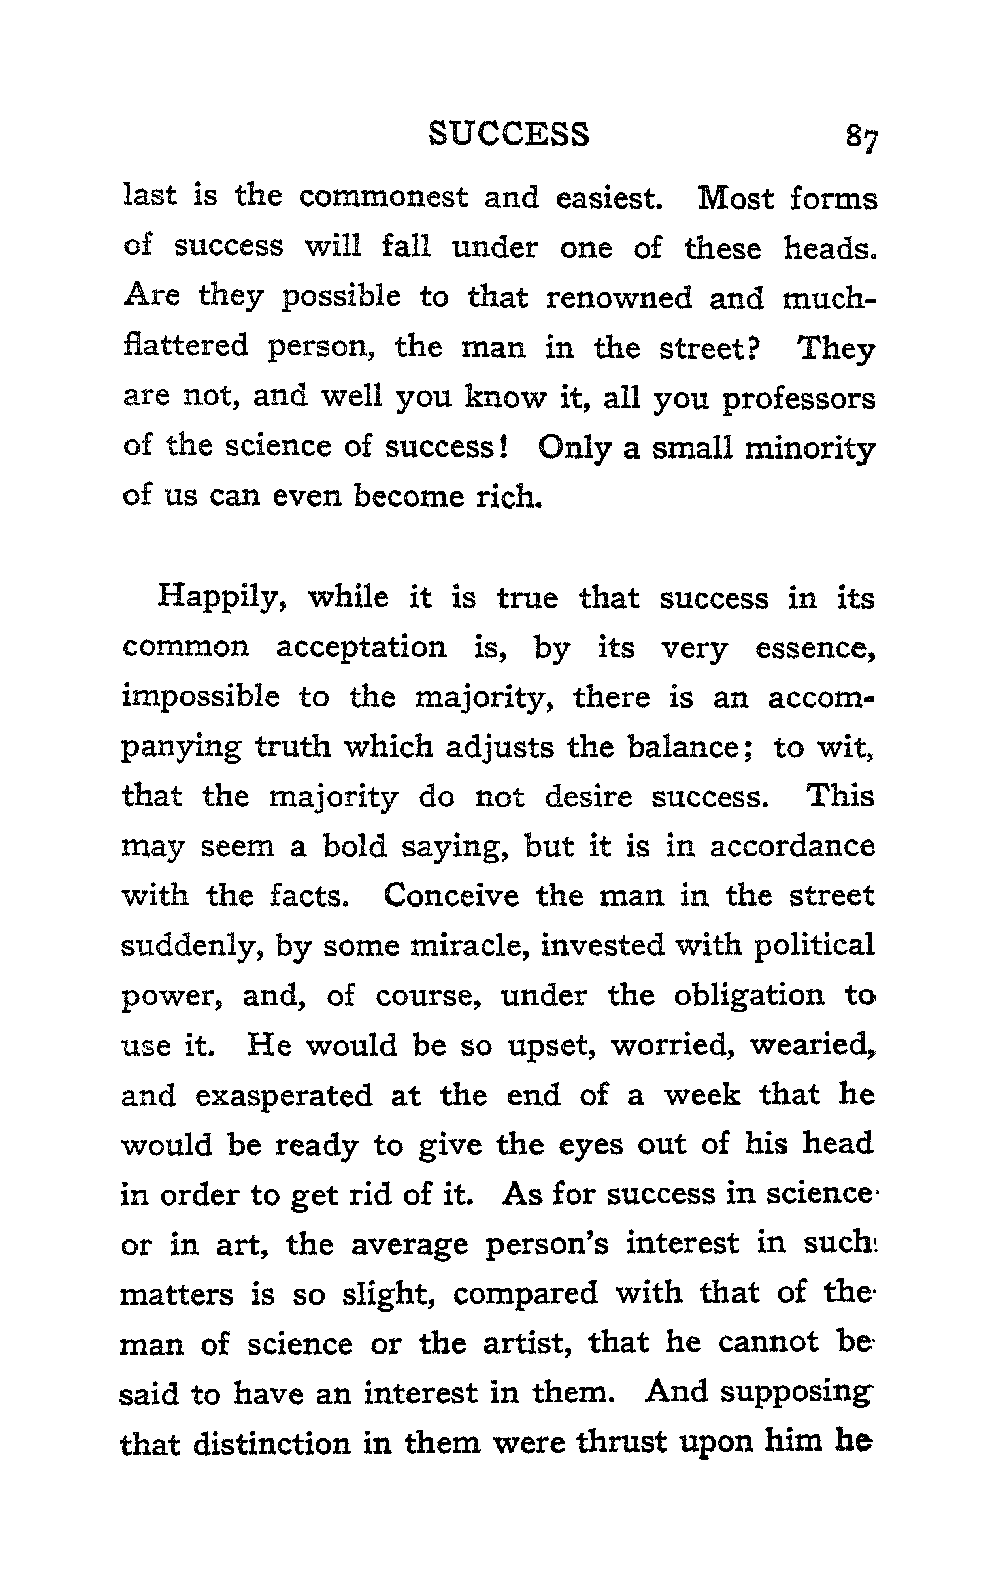 SUCCESS 87
last is the commonest and easiest. Most forms
of success will fall under one of these heads.
Are they possible to that renowned and much-
flattered person, the man in the street? They
are not, and well you know it, all you professors
of the science of success! Only a small minority
of us can even become rich.
Happily, while it is true that success in its
common acceptation is, by its very essence,
impossible to the majority, there is an accom-
panying truth which adjusts the balance; to wit,
that the majority do not desire success. This
may seem a bold saying, but it is in accordance
with the facts. Conceive the man in the street
suddenly, by some miracle, invested with political
power, and, of course, under the obligation to
use it. He would be so upset, worried, wearied,
and exasperated at the end of a week that he
would be ready to give the eyes out of his head
in order to get rid of it. As for success in science
or in art, the average person's interest in such
matters is so slight, compared with that of the
man of science or the artist, that he cannot be
said to have an interest in them. And supposing
that distinction in them were thrust upon him he